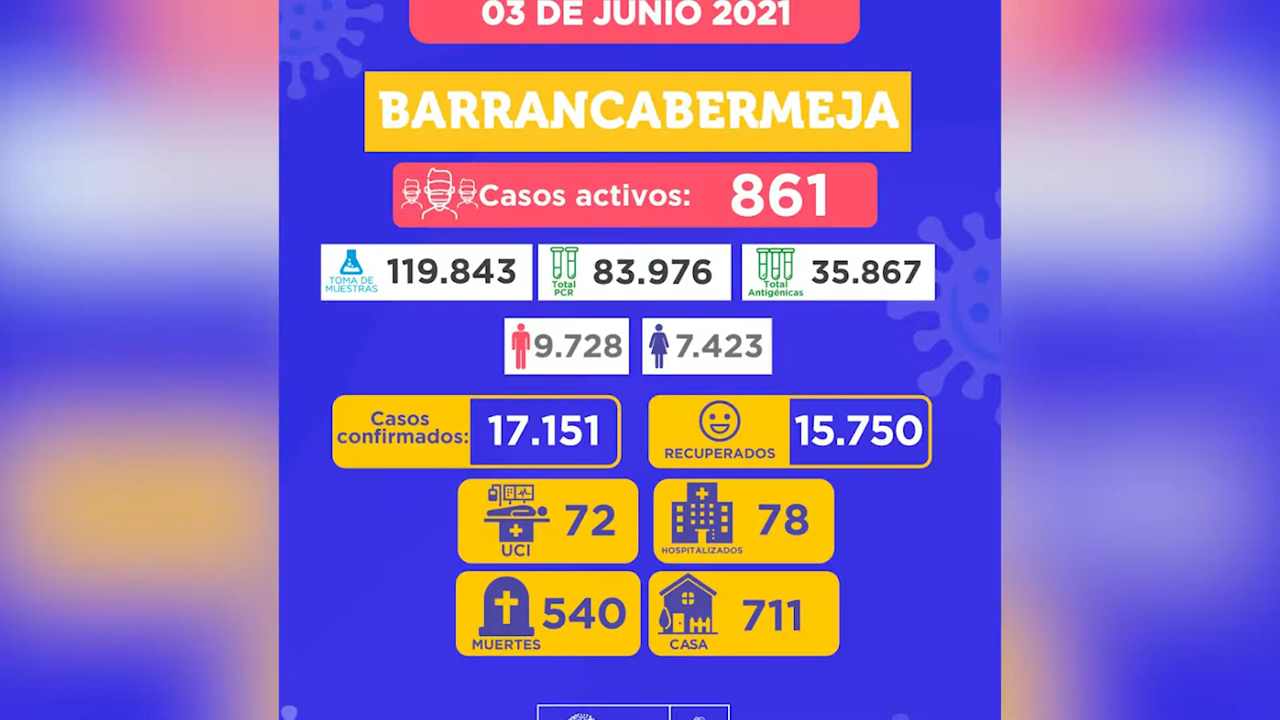 03 DE JUNIO 2021
BARRANCABERMEJA
Casos activos: 861
TOMA DE
MUESTRAS
119.843
Total
PCR
83.976
Total
Antigénicas
35.867
9.728
7.423
Casos
confirmados:
17.151
RECUPERADOS
15.750
UCI
72
HOSPITALIZADOS
78
MUERTES
540
CASA
711